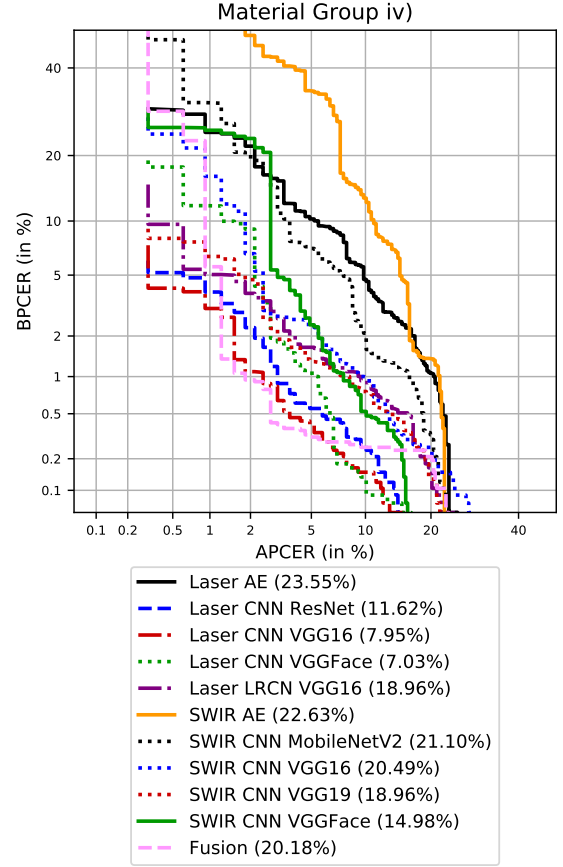 Material Group iv)
BPCER (in %)
40
20
10
5
2
1
0.5
0.2
0.1
0.1 0.2 0.5 1 2 5 10 20 40
APCER (in %)
Laser AE (23.55%)
Laser CNN ResNet (11.62%)
Laser CNN VGG16 (7.95%)
Laser CNN VGGFace (7.03%)
Laser LRCN VGG16 (18.96%)
SWIR AE (22.63%)
SWIR CNN MobileNetV2 (21.10%)
SWIR CNN VGG16 (20.49%)
SWIR CNN VGG19 (18.96%)
SWIR CNN VGGFace (14.98%)
Fusion (20.18%)